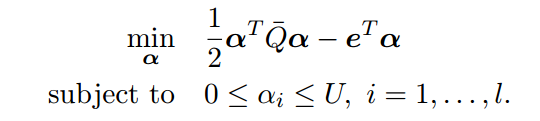 min_α 1/2 α^T Q̄α − e^T α
subject to 0 ≤ α_i ≤ U, i = 1, . . . , l.